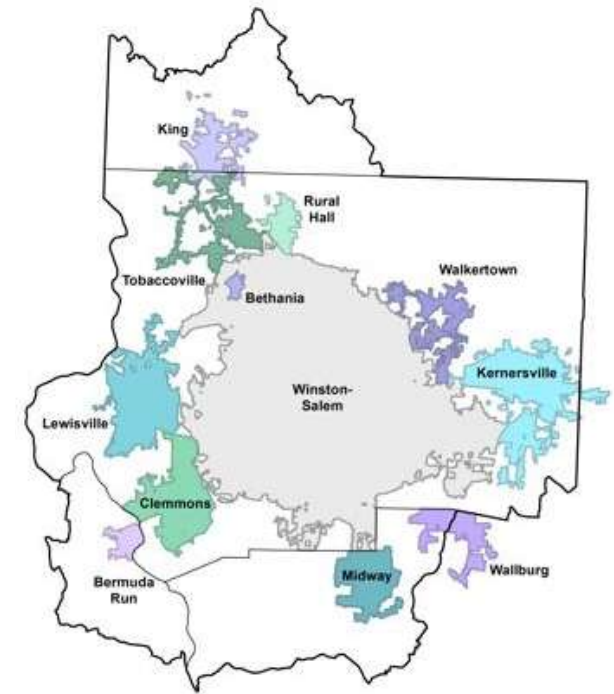 King
Rural
Hall
Tobaccoville
Bethania
Walkertown
Kernersville
Winston-
Salem
Lewisville
Clemmons
Bermuda
Run
Midway
Wallburg